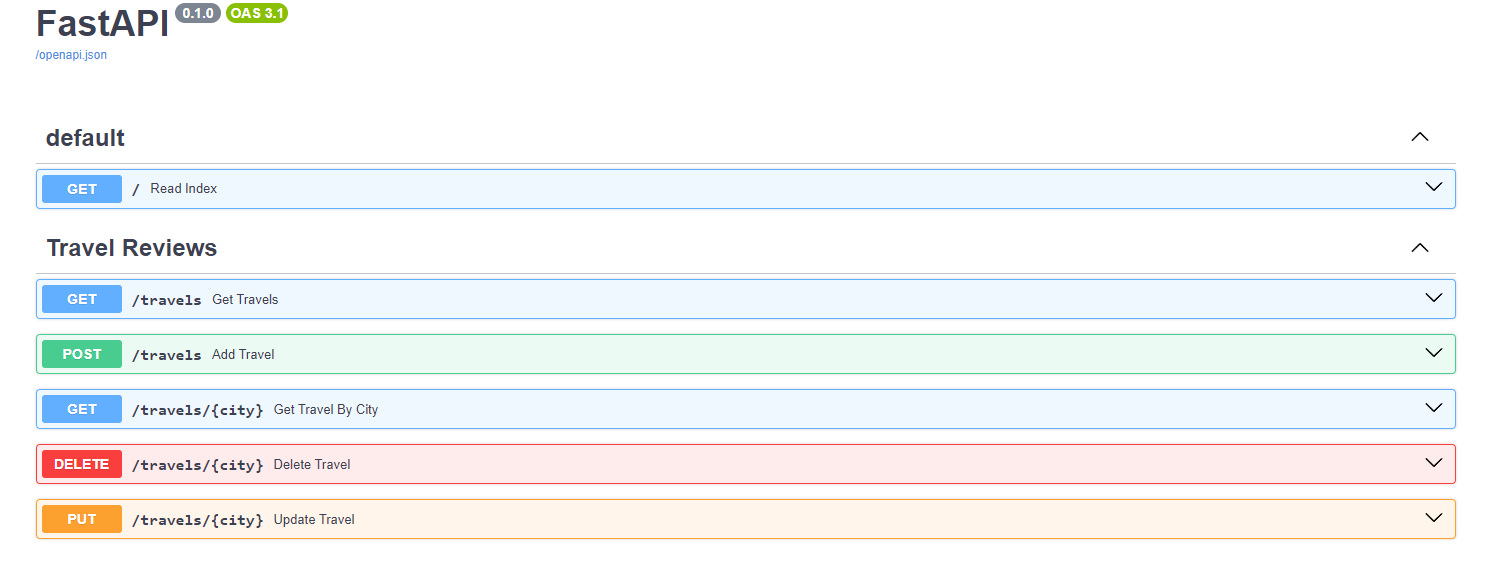 FastAPI 0.1.0 OAS 3.1
/openapi.json
default
GET / Read Index
Travel Reviews
GET /travels Get Travels
POST /travels Add Travel
GET /travels/{city} Get Travel By City
DELETE /travels/{city} Delete Travel
PUT /travels/{city} Update Travel